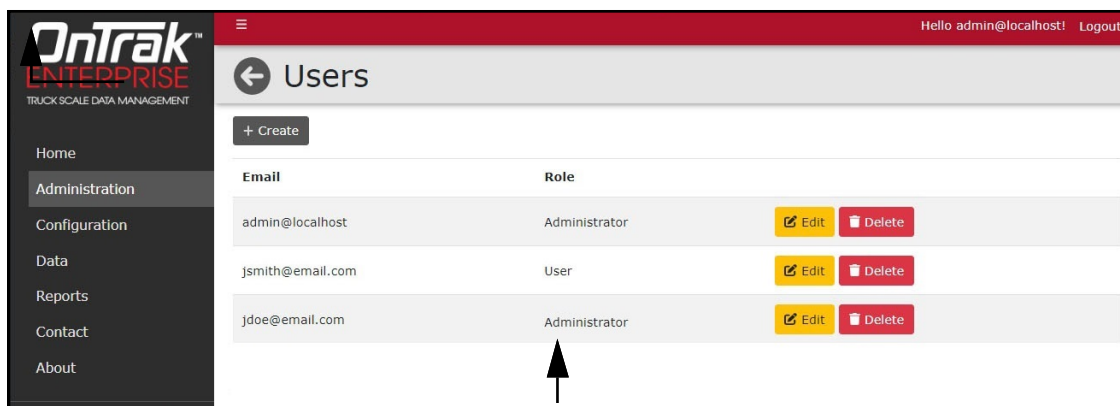 OnTrak™
ENTERPRISE
TRUCK SCALE DATA MANAGEMENT
Home
Administration
Configuration
Data
Reports
Contact
About
Hello admin@localhost! Logout
Users
+ Create
Email Role
admin@localhost Administrator Edit Delete
jsmith@email.com User Edit Delete
jdoe@email.com Administrator Edit Delete